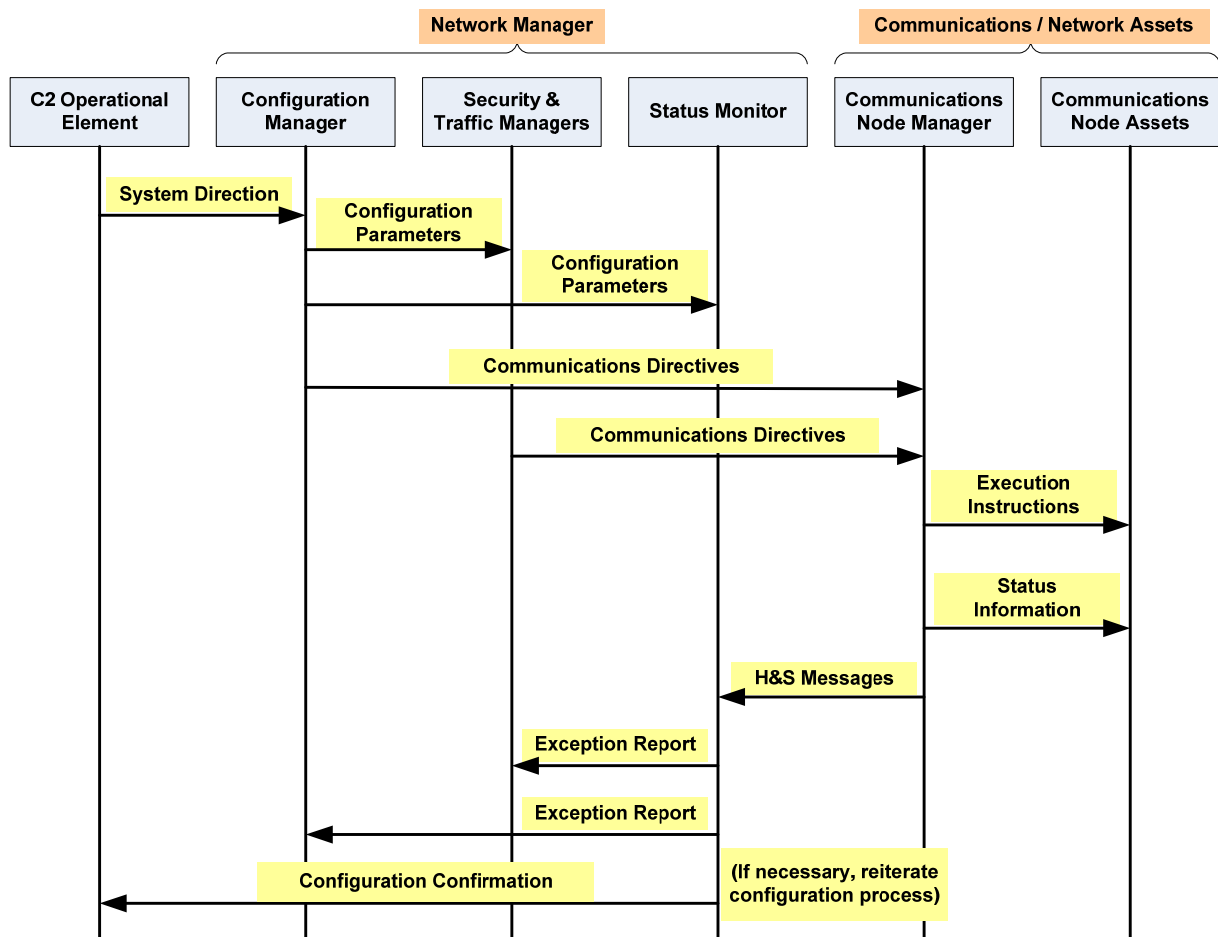 Network Manager
Communications / Network Assets
C2 Operational
Element
Configuration
Manager
Security &
Traffic Managers
Status Monitor
Communications
Node Manager
Communications
Node Assets
System Direction
Configuration
Parameters
Configuration
Parameters
Communications Directives
Communications Directives
Execution
Instructions
Status
Information
H&S Messages
Exception Report
Exception Report
Configuration Confirmation
(If necessary, reiterate
configuration process)